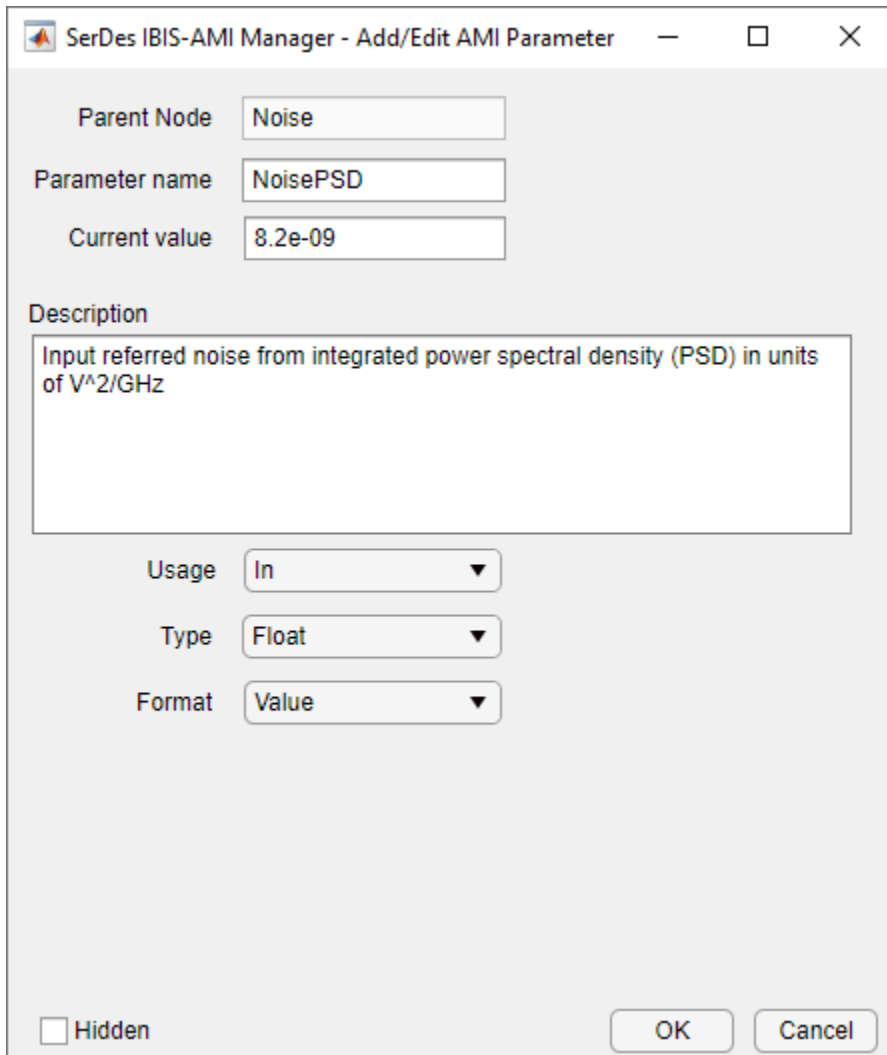 SerDes IBIS-AMI Manager - Add/Edit AMI Parameter
Parent Node Noise
Parameter name NoisePSD
Current value 8.2e-09
Description
Input referred noise from integrated power spectral density (PSD) in units
of V^2/GHz
Usage In
Type Float
Format Value
Hidden OK Cancel